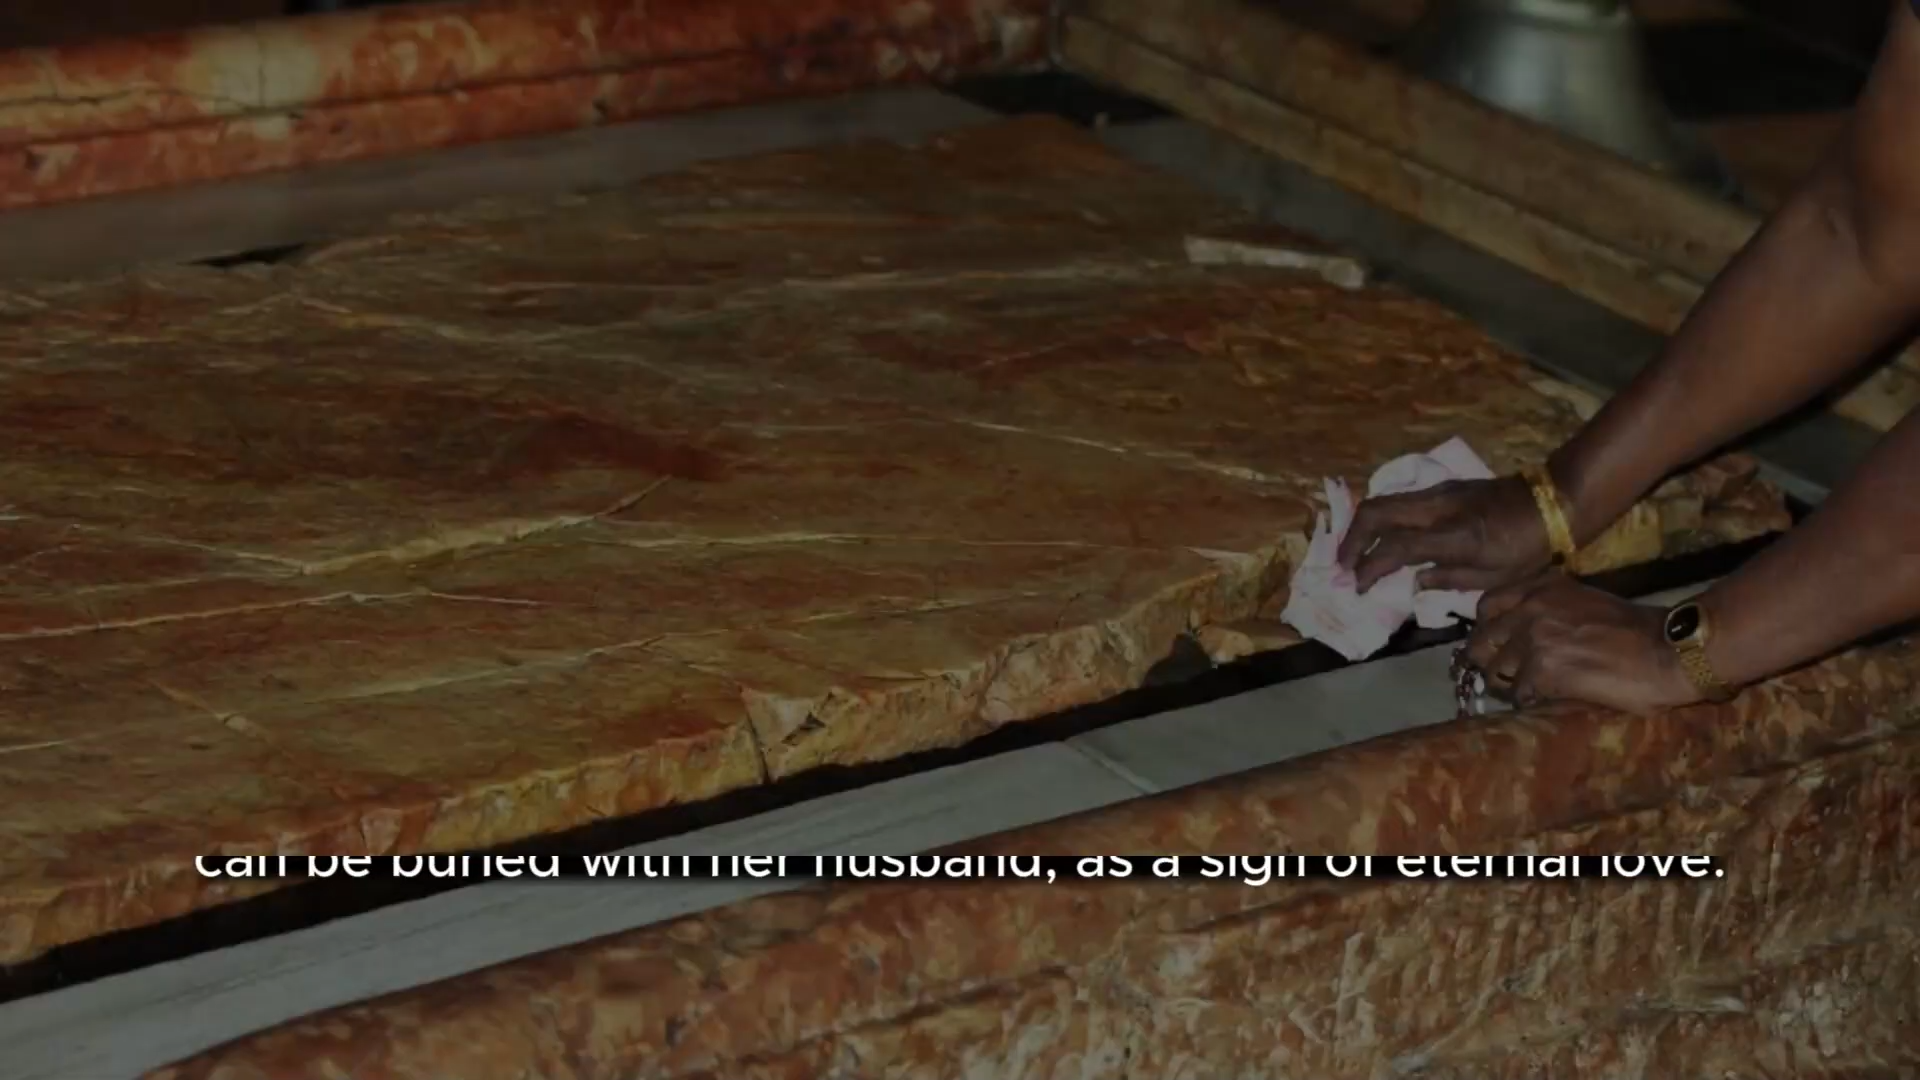 can be buried with her husband, as a sign of eternal love.